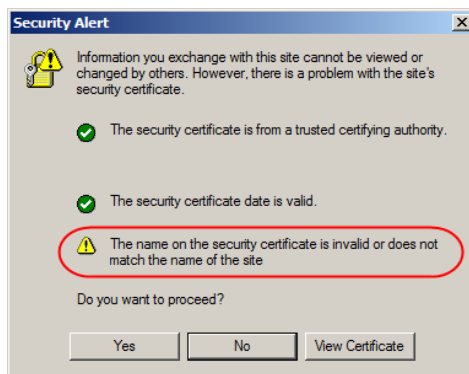 Security Alert
Information you exchange with this site cannot be viewed or
changed by others. However, there is a problem with the site's
security certificate.
The security certificate is from a trusted certifying authority.
The security certificate date is valid.
The name on the security certificate is invalid or does not
match the name of the site
Do you want to proceed?
Yes
No
View Certificate